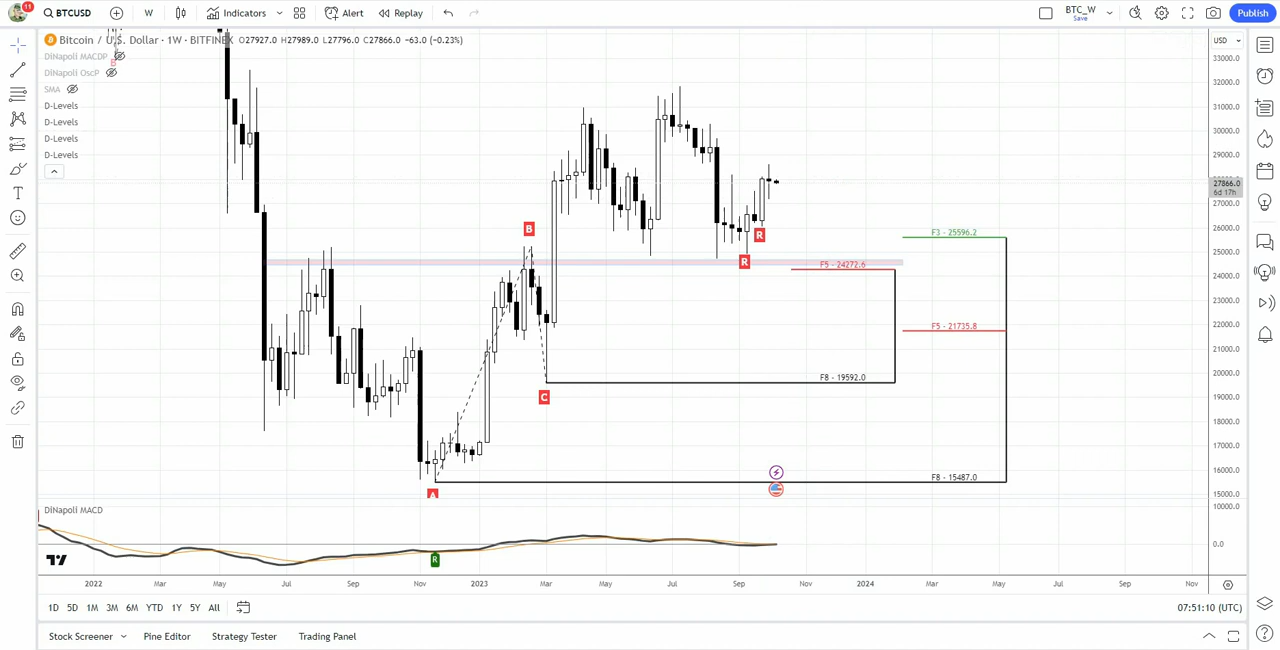 11
BTCUSD
W
Indicators
Alert
Replay
BTC_W
Save
Publish
Bitcoin / U.S. Dollar · 1W · BITFINEX O27927.0 H27989.0 L27796.0 C27866.0 −63.0 (−0.23%)
USD
DiNapoli MACDP
DiNapoli OscP
SMA
D-Levels
D-Levels
D-Levels
D-Levels
33000.0
32000.0
31000.0
30000.0
29000.0
27866.0
6d 17h
27000.0
26000.0
25000.0
24000.0
23000.0
22000.0
21000.0
20000.0
19000.0
18000.0
17000.0
16000.0
15000.0
B
R
R
F3 - 25596.2
F5 - 24272.6
F5 - 21735.8
F8 - 19592.0
C
F8 - 15487.0
A
DiNapoli MACD
10000.0
0.0
R
2022 Mar May Jul Sep Nov 2023 Mar May Jul Sep Nov 2024 Mar May Jul Sep Nov
1D 5D 1M 3M 6M YTD 1Y 5Y All
07:51:10 (UTC)
Stock Screener Pine Editor Strategy Tester Trading Panel